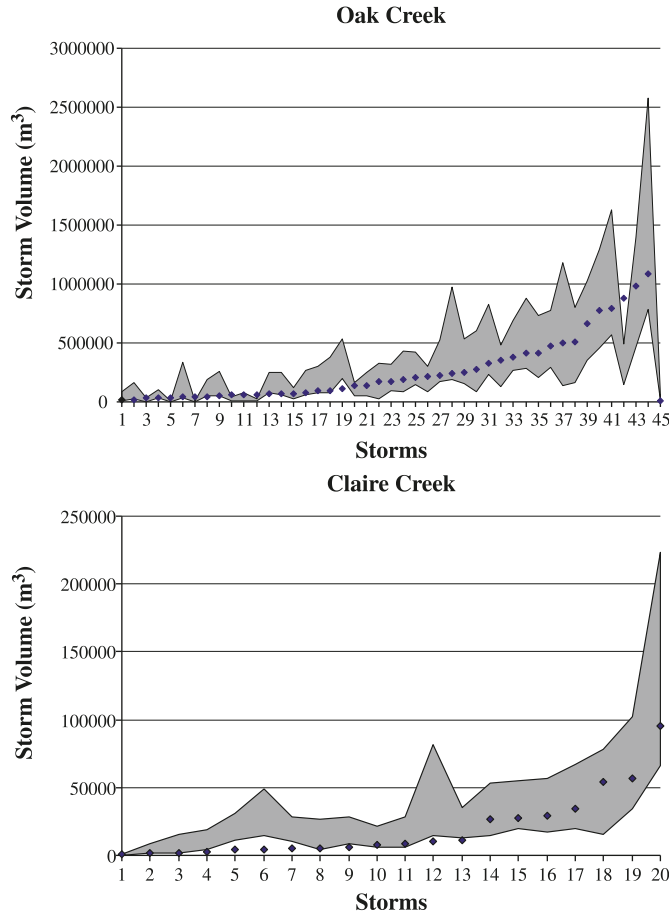 Oak Creek
3000000
2500000
2000000
1500000
1000000
500000
0
Storm Volume (m³)
1 3 5 7 9 11 13 15 17 19 21 23 25 27 29 31 33 35 37 39 41 43 45
Storms
Claire Creek
250000
200000
150000
100000
50000
0
Storm Volume (m³)
1 2 3 4 5 6 7 8 9 10 11 12 13 14 15 16 17 18 19 20
Storms